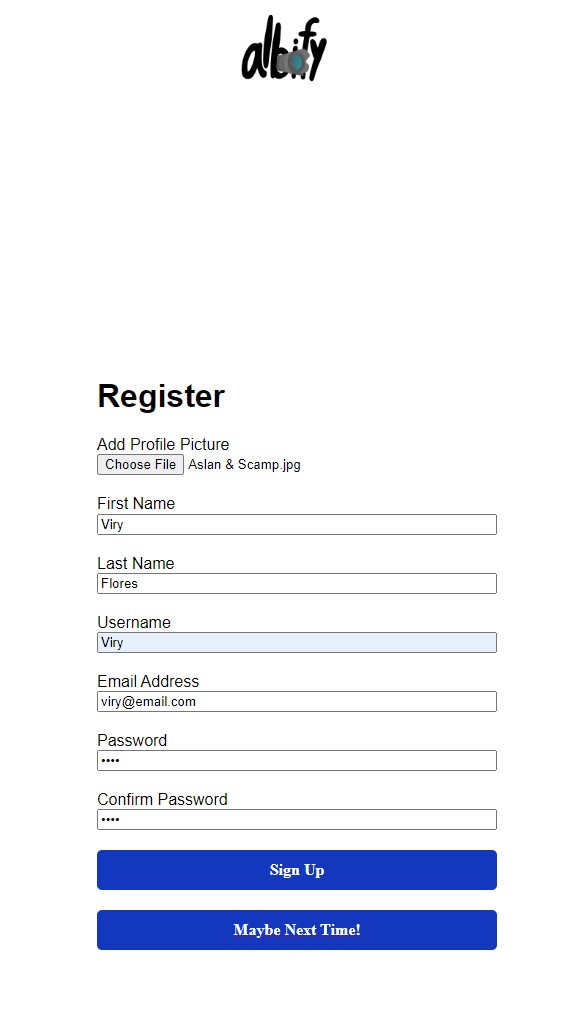 albify
Register
Add Profile Picture
Choose File Aslan & Scamp.jpg
First Name
Viry
Last Name
Flores
Username
Viry
Email Address
viry@email.com
Password
••••
Confirm Password
••••
Sign Up
Maybe Next Time!